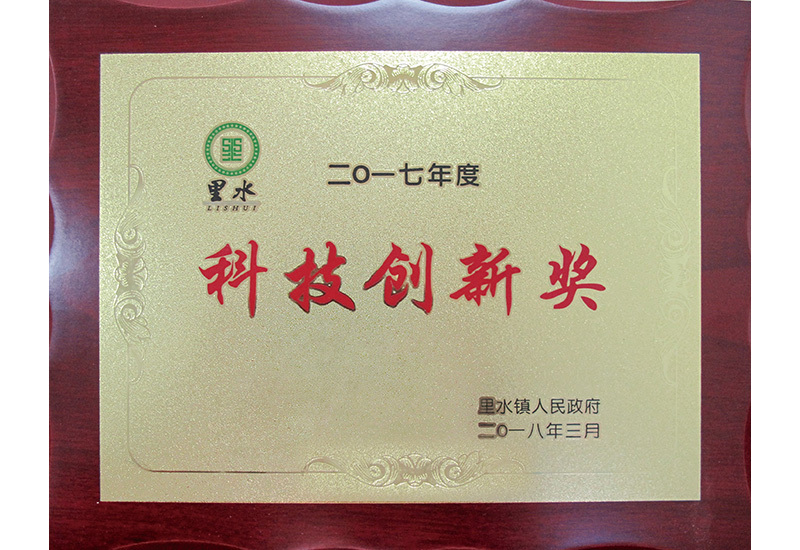 里水
LISHUI
二〇一七年度
科技创新奖
里水镇人民政府
二〇一八年三月